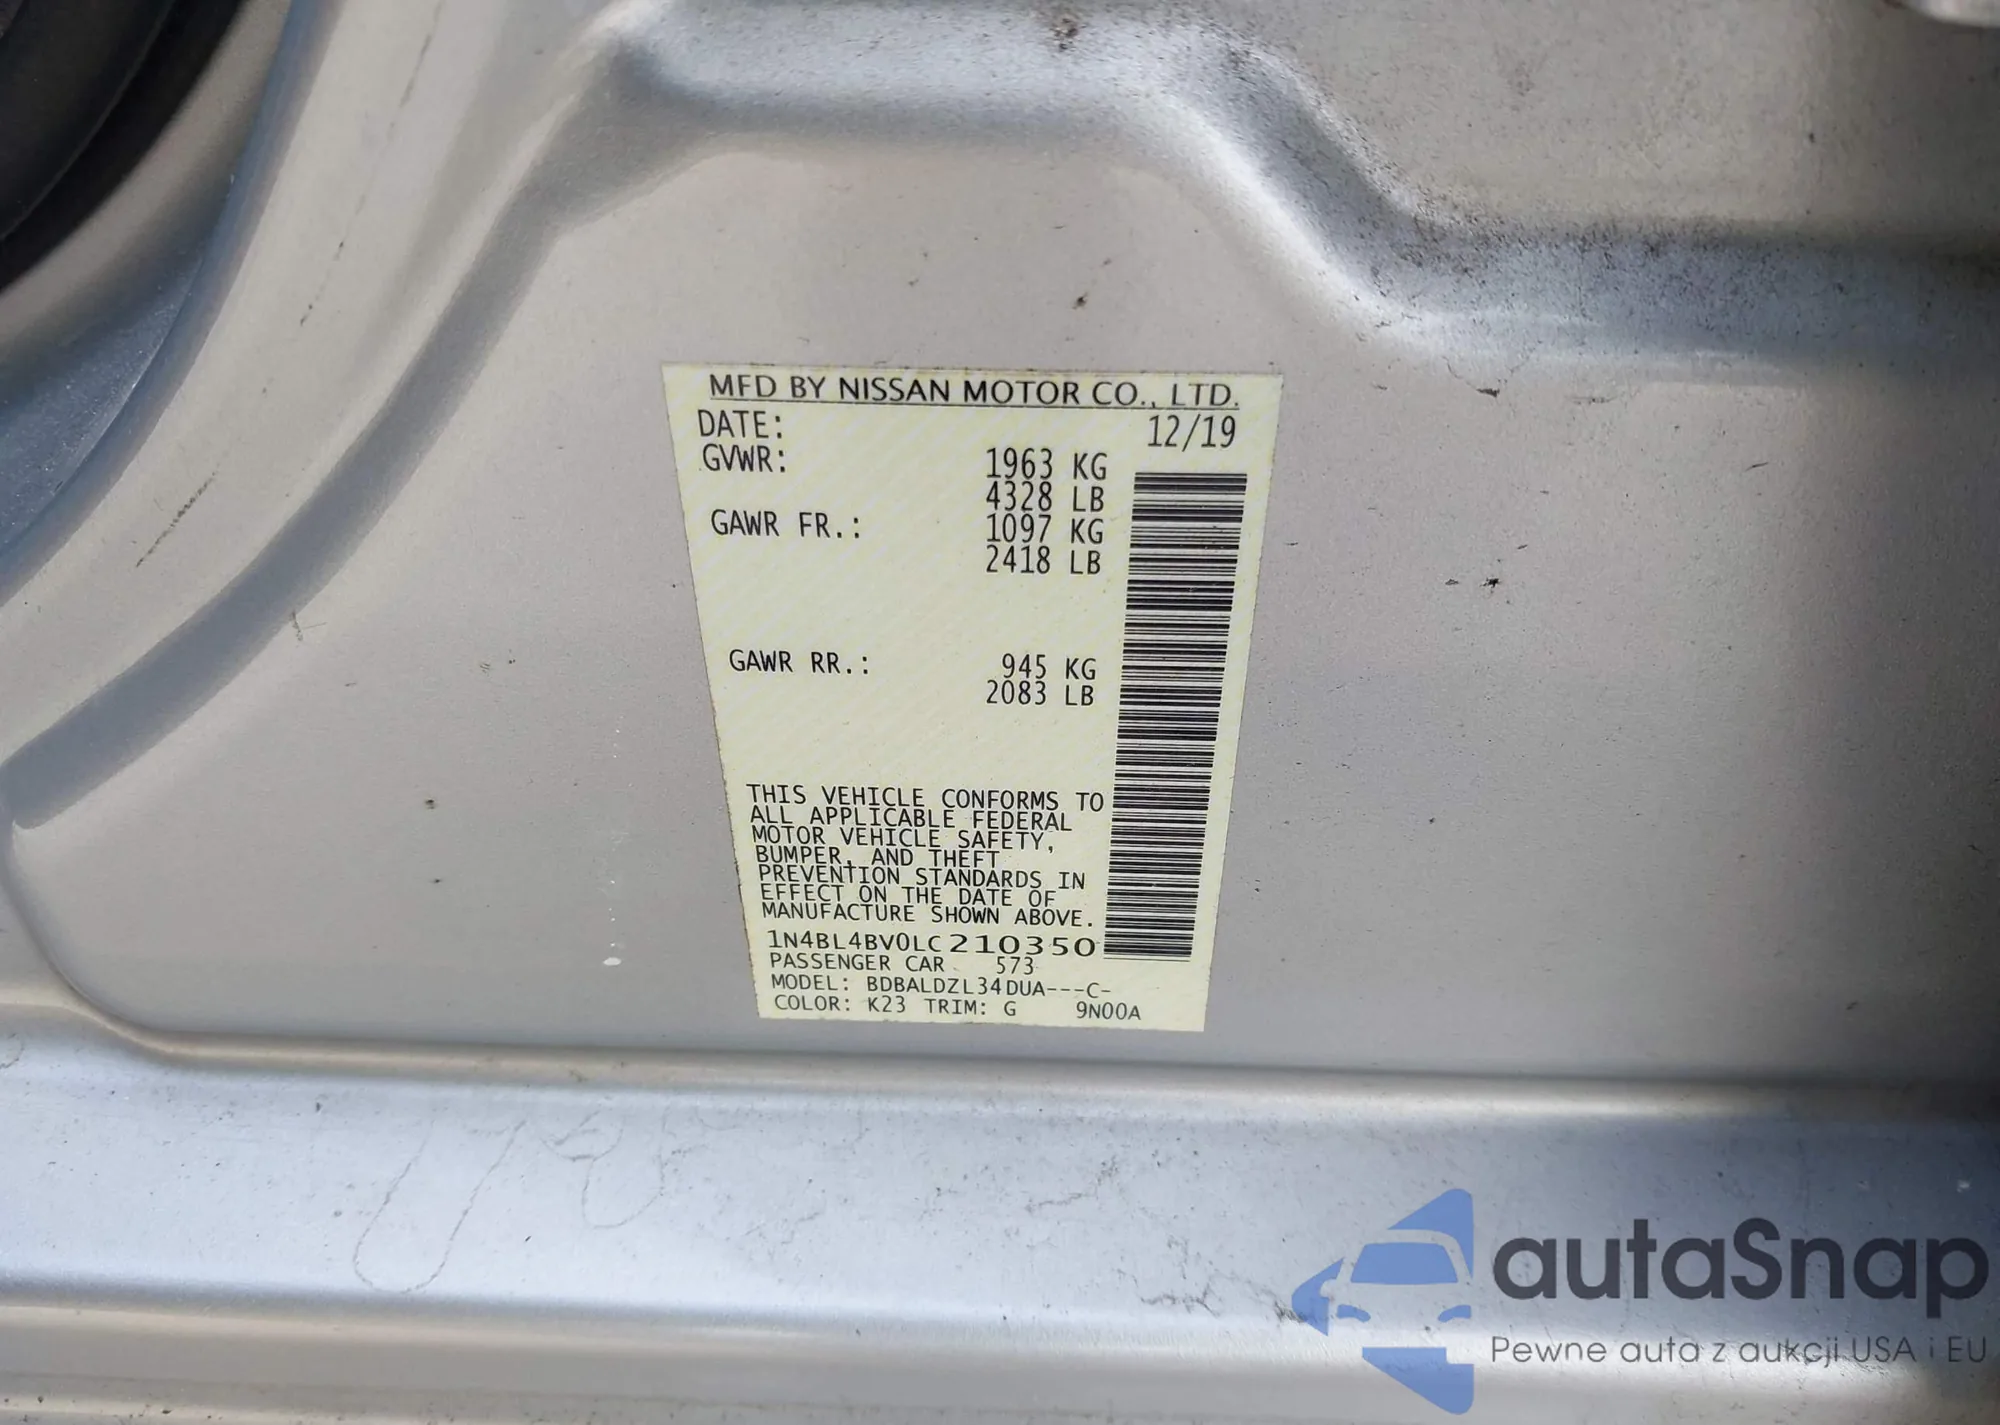 MFD BY NISSAN MOTOR CO., LTD.
DATE: 12/19
GVWR: 1963 KG
4328 LB
GAWR FR.: 1097 KG
2418 LB
GAWR RR.: 945 KG
2083 LB
THIS VEHICLE CONFORMS TO
ALL APPLICABLE FEDERAL
MOTOR VEHICLE SAFETY,
BUMPER, AND THEFT
PREVENTION STANDARDS IN
EFFECT ON THE DATE OF
MANUFACTURE SHOWN ABOVE.
1N4BL4BV0LC210350
PASSENGER CAR 573
MODEL: BDBALDZL34DUA---C-
COLOR: K23 TRIM: G 9N00A
autaSnap
Pewne auta z aukcji USA i EU